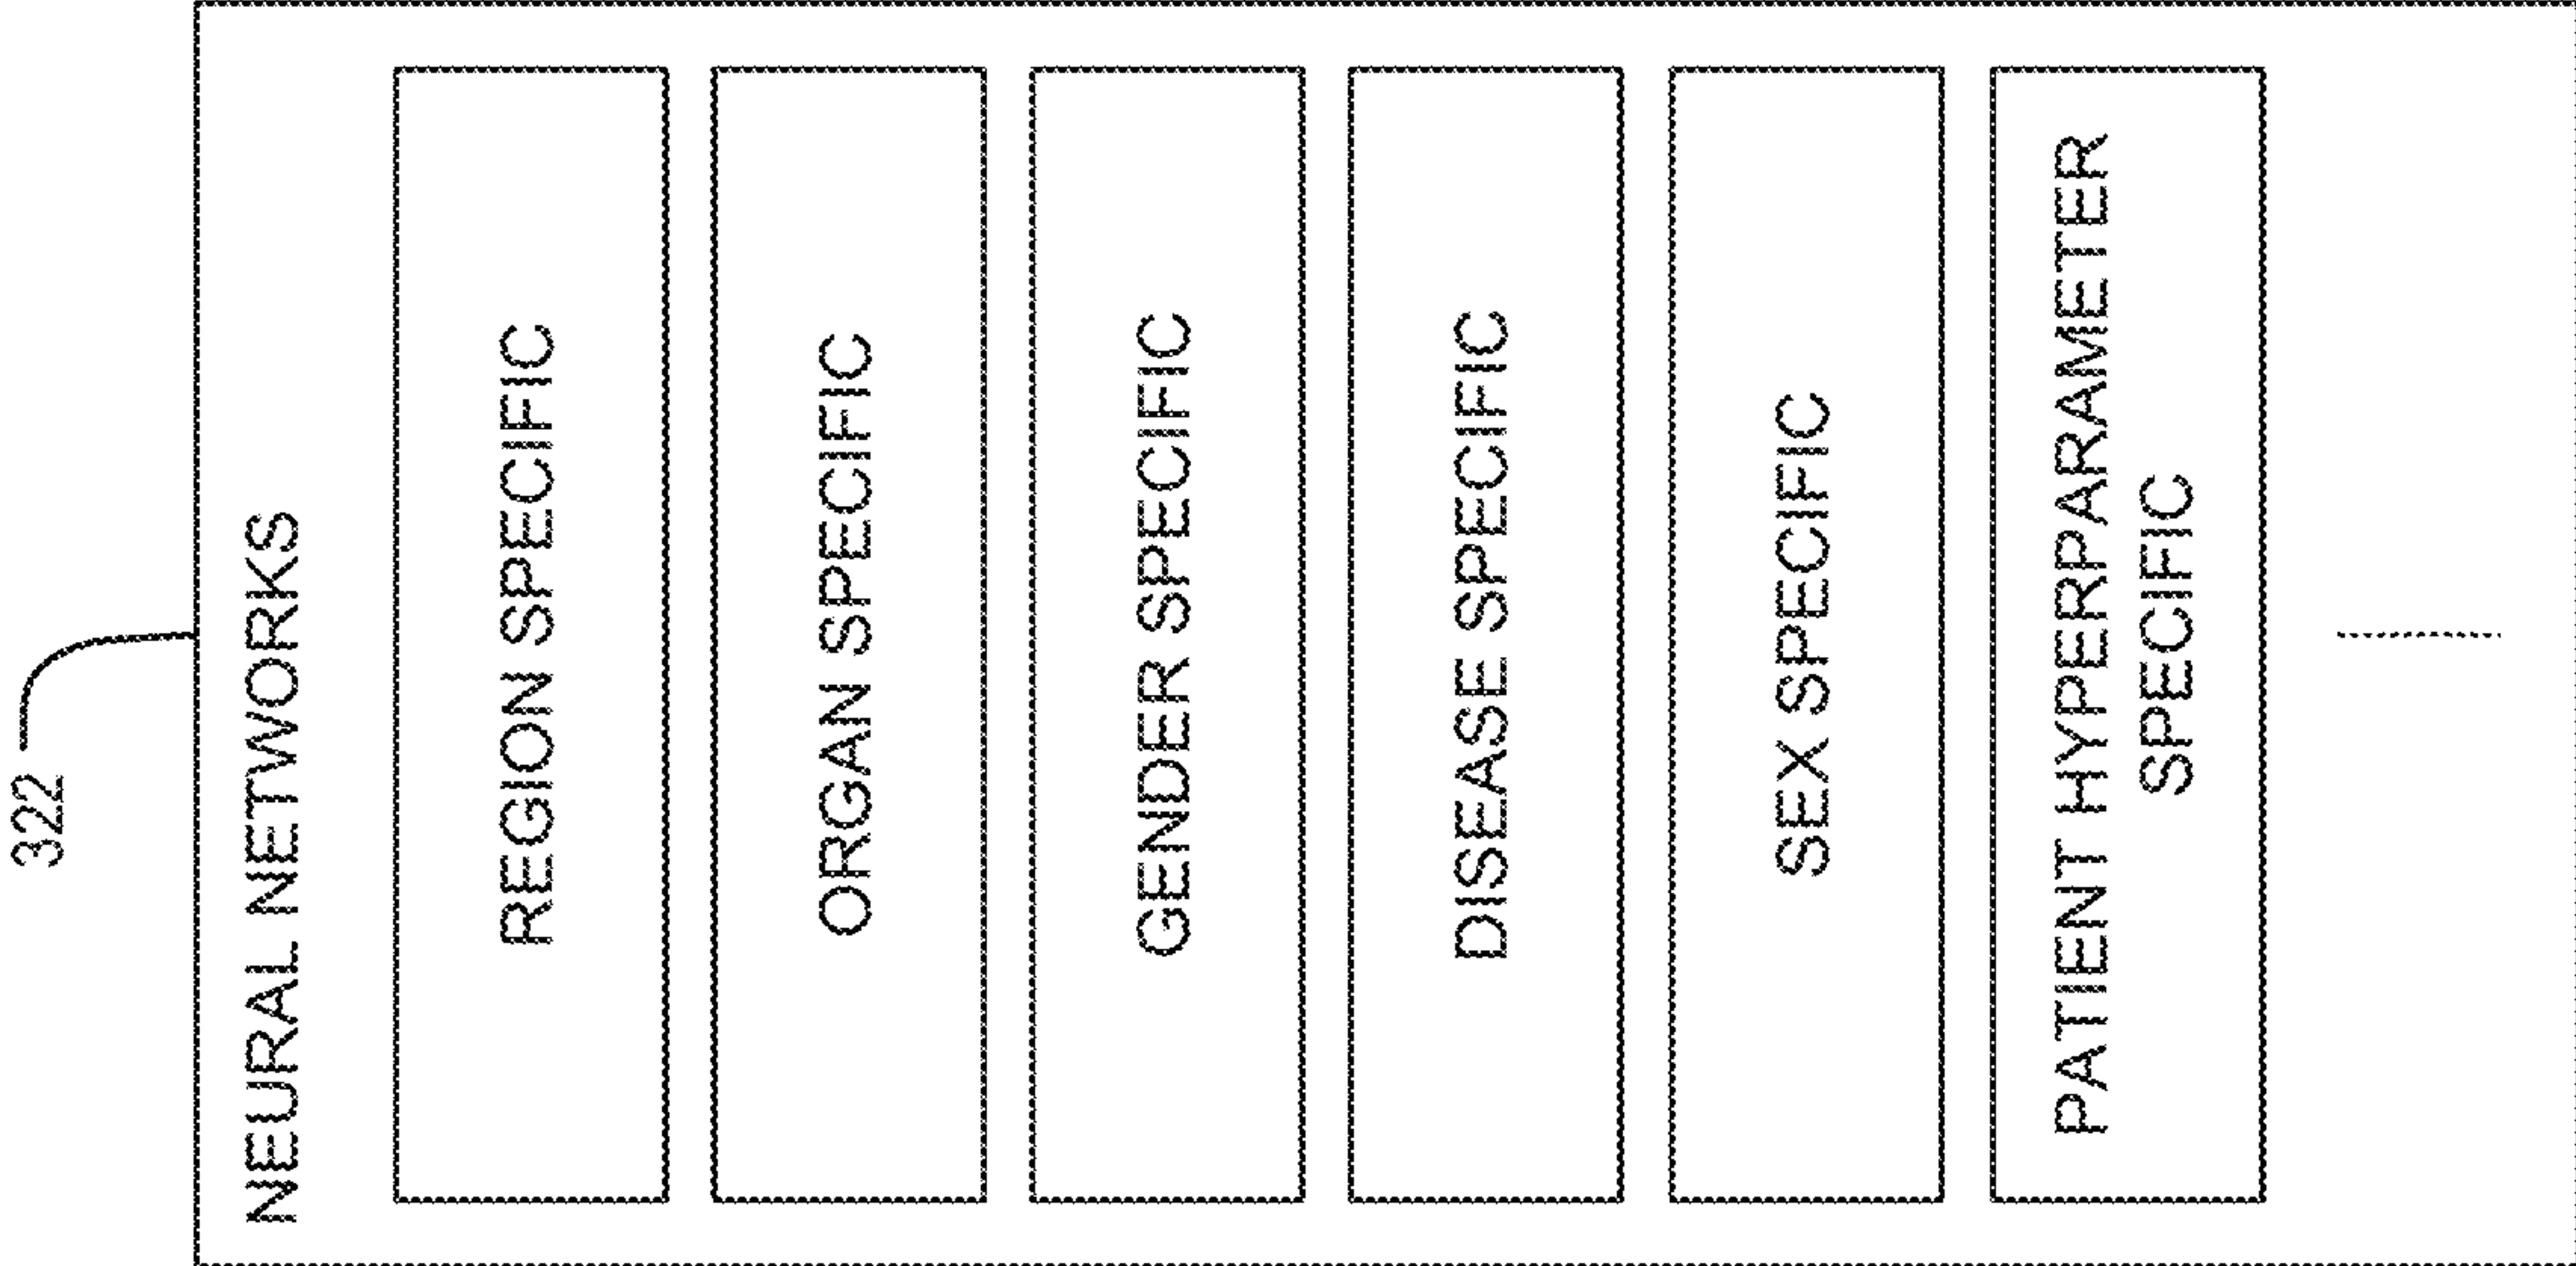 322
NEURAL NETWORKS
REGION SPECIFIC
ORGAN SPECIFIC
GENDER SPECIFIC
DISEASE SPECIFIC
SEX SPECIFIC
PATIENT HYPERPARAMETER
SPECIFIC